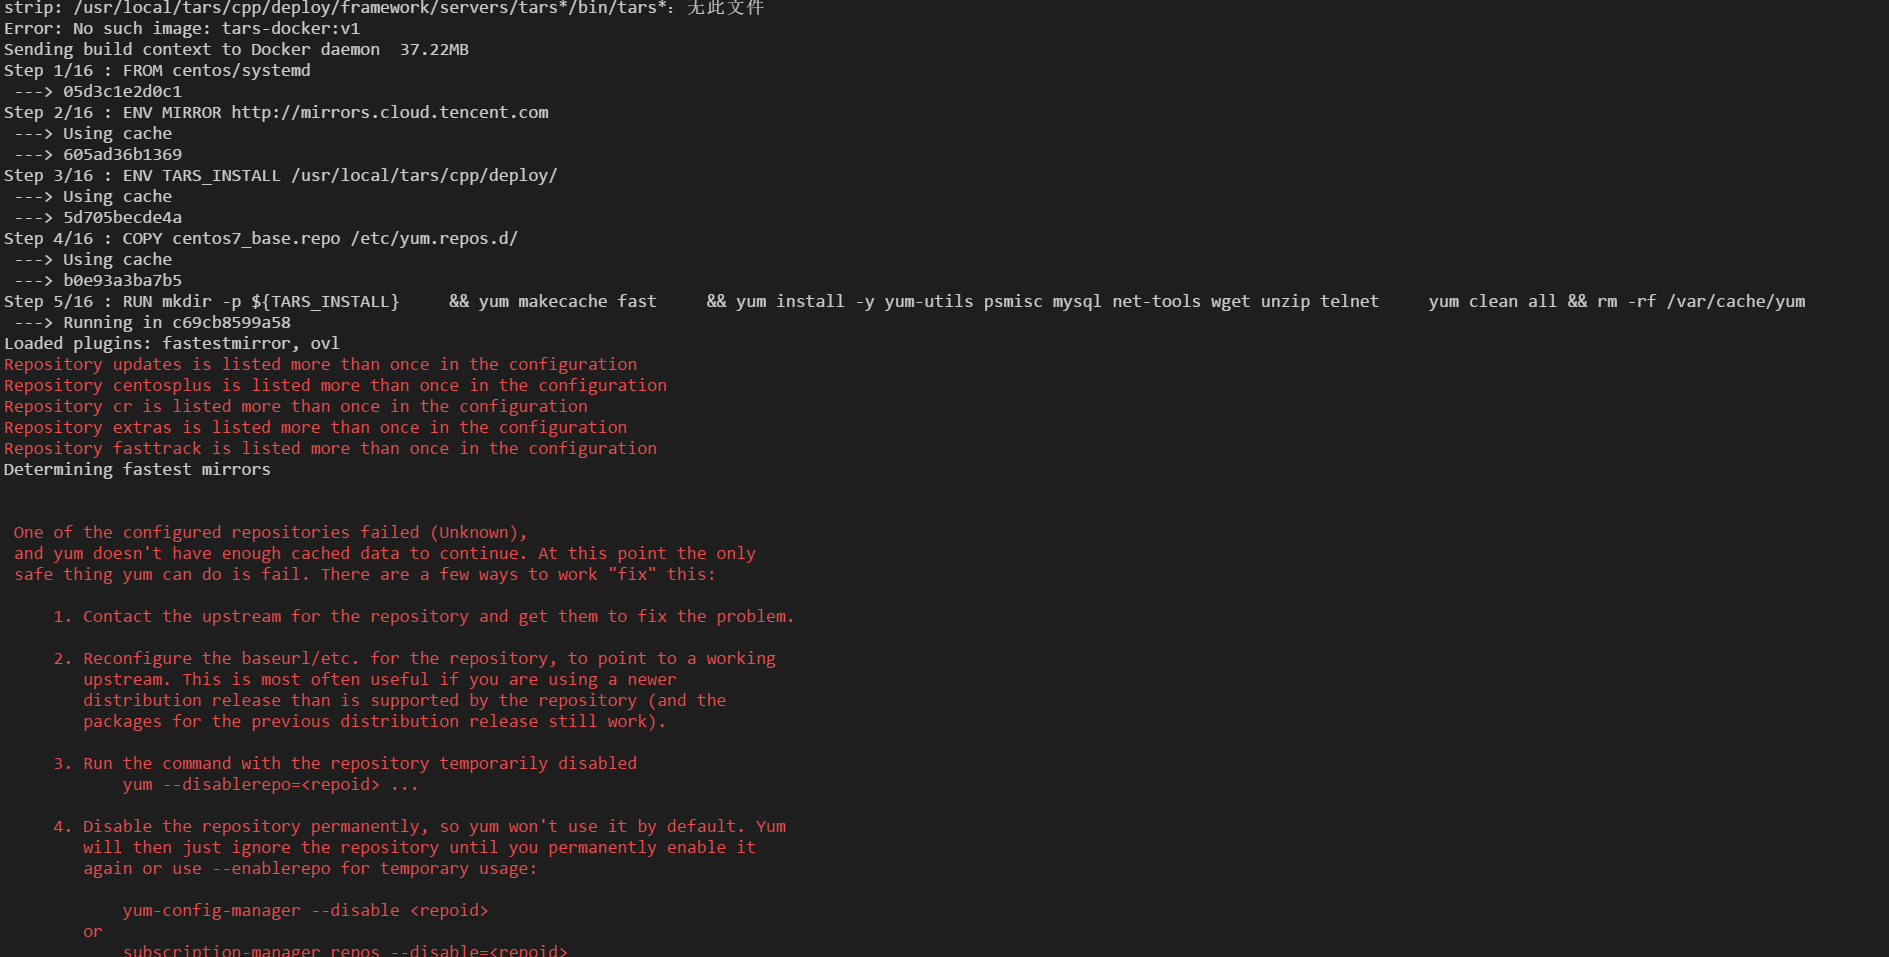 strip: /usr/local/tars/cpp/deploy/framework/servers/tars*/bin/tars*: 无此文件
Error: No such image: tars-docker:v1
Sending build context to Docker daemon  37.22MB
Step 1/16 : FROM centos/systemd
 ---> 05d3c1e2d0c1
Step 2/16 : ENV MIRROR http://mirrors.cloud.tencent.com
 ---> Using cache
 ---> 605ad36b1369
Step 3/16 : ENV TARS_INSTALL /usr/local/tars/cpp/deploy/
 ---> Using cache
 ---> 5d705becde4a
Step 4/16 : COPY centos7_base.repo /etc/yum.repos.d/
 ---> Using cache
 ---> b0e93a3ba7b5
Step 5/16 : RUN mkdir -p ${TARS_INSTALL}     && yum makecache fast     && yum install -y yum-utils psmisc mysql net-tools wget unzip telnet     yum clean all && rm -rf /var/cache/yum
 ---> Running in c69cb8599a58
Loaded plugins: fastestmirror, ovl
Repository updates is listed more than once in the configuration
Repository centosplus is listed more than once in the configuration
Repository cr is listed more than once in the configuration
Repository extras is listed more than once in the configuration
Repository fasttrack is listed more than once in the configuration
Determining fastest mirrors
One of the configured repositories failed (Unknown),
and yum doesn't have enough cached data to continue. At this point the only
safe thing yum can do is fail. There are a few ways to work "fix" this:
1. Contact the upstream for the repository and get them to fix the problem.
2. Reconfigure the baseurl/etc. for the repository, to point to a working
upstream. This is most often useful if you are using a newer
distribution release than is supported by the repository (and the
packages for the previous distribution release still work).
3. Run the command with the repository temporarily disabled
yum --disablerepo=<repoid> ...
4. Disable the repository permanently, so yum won't use it by default. Yum
will then just ignore the repository until you permanently enable it
again or use --enablerepo for temporary usage:
yum-config-manager --disable <repoid>
or
subscription-manager repos --disable=<repoid>